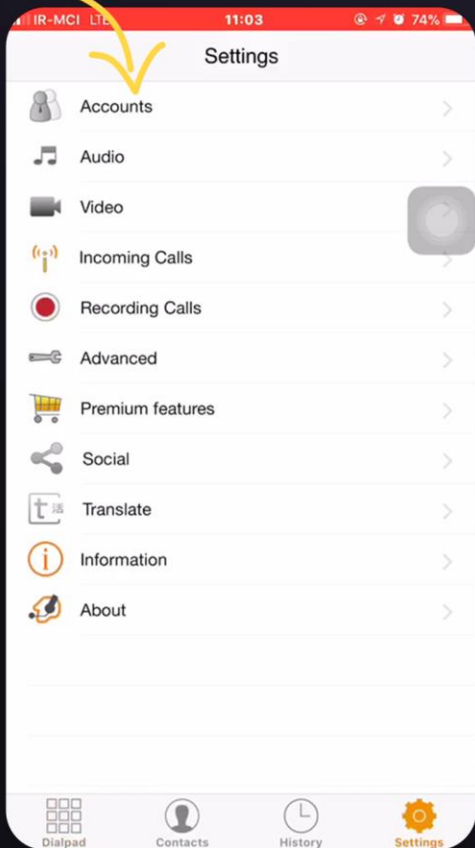 IR-MCI LTE 11:03 74%
Settings
Accounts
Audio
Video
Incoming Calls
Recording Calls
Advanced
Premium features
Social
Translate
Information
About
Dialpad Contacts History Settings